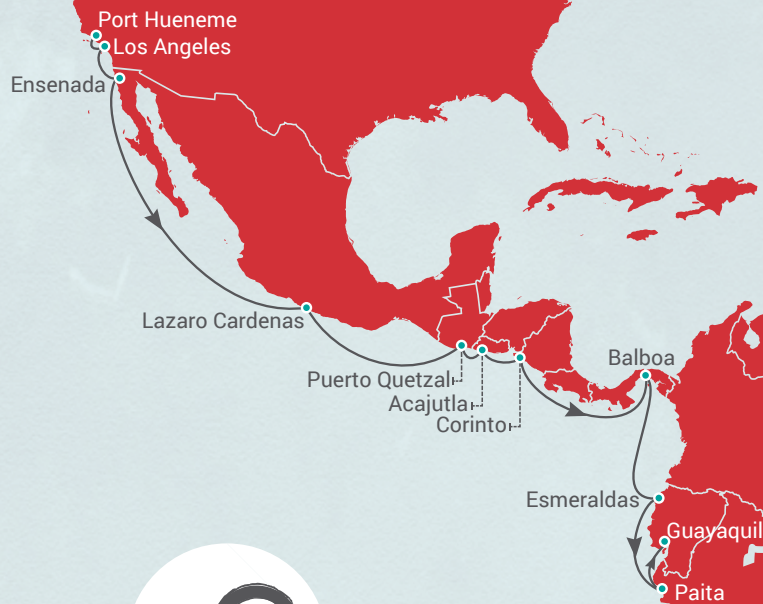 Port Hueneme
Los Angeles
Ensenada
Lazaro Cardenas
Puerto Quetzal
Acajutla
Corinto
Balboa
Esmeraldas
Guayaquil
Paita